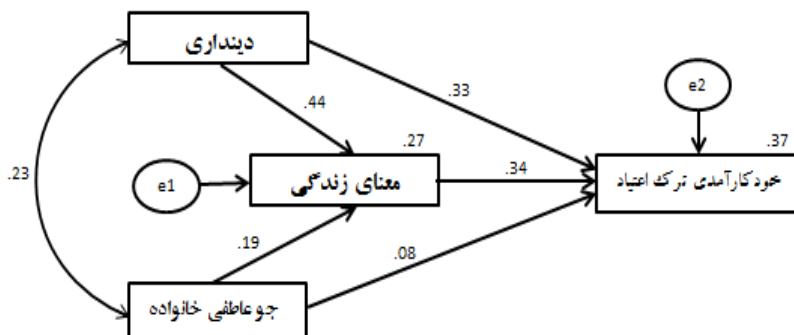 دینداری
.33
e2
.44
.23
.27
.37
e1
معنای زندگی
.34
خودکارآمدی ترک اعتیاد
.19
.08
جو عاطفی خانواده